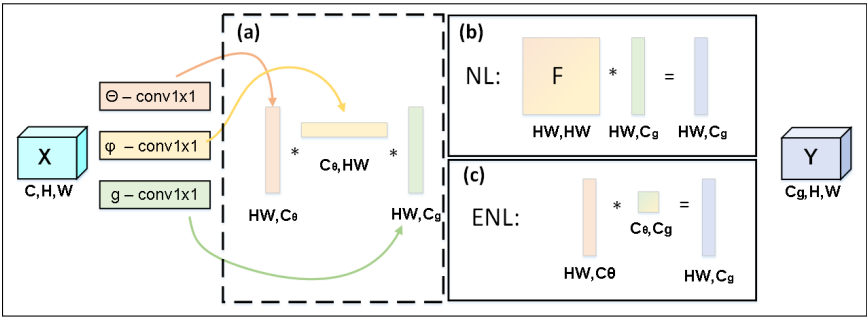 (a)
(b)
(c)
Θ – conv1x1
φ – conv1x1
g – conv1x1
X
C,H,W
*
*
HW,Cθ
Cθ,HW
HW,Cg
NL:
F
*
=
HW,HW
HW,Cg
HW,Cg
ENL:
*
=
HW,Cθ
Cθ,Cg
HW,Cg
Y
Cg,H,W